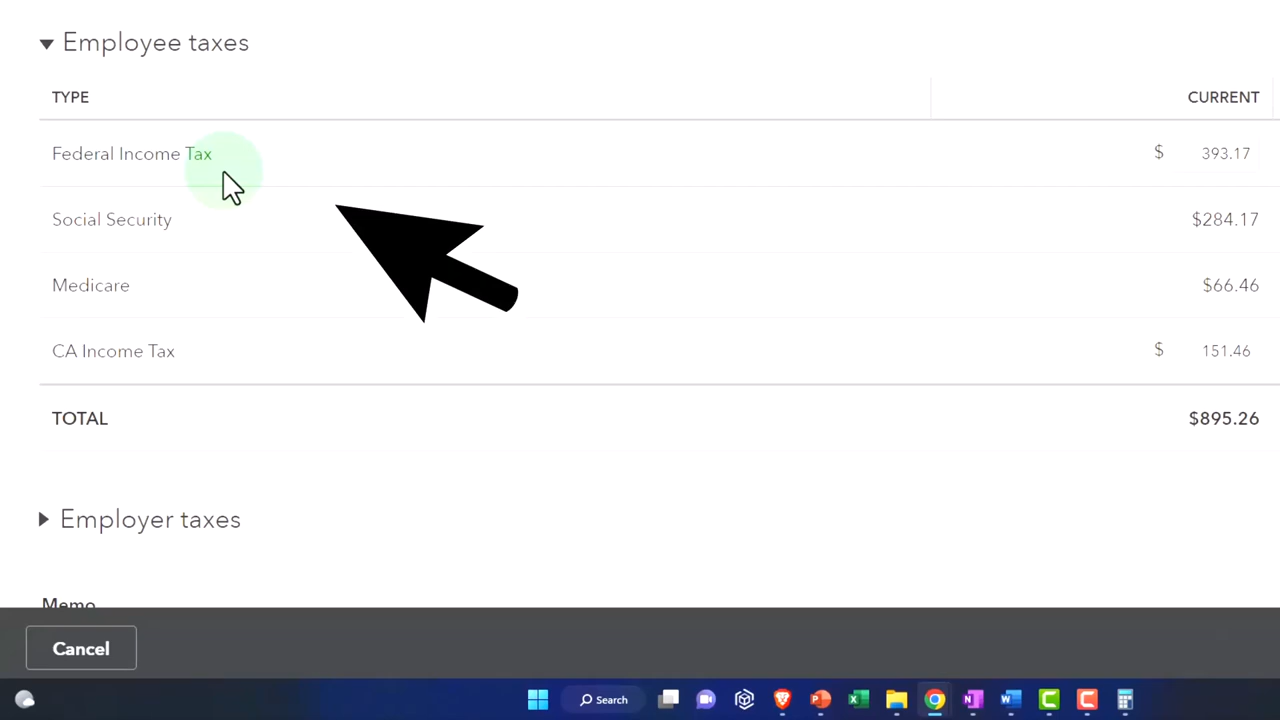 Employee taxes
TYPE CURRENT
Federal Income Tax $ 393.17
Social Security $284.17
Medicare $66.46
CA Income Tax $ 151.46
TOTAL $895.26
Employer taxes
Memo
Cancel
Search